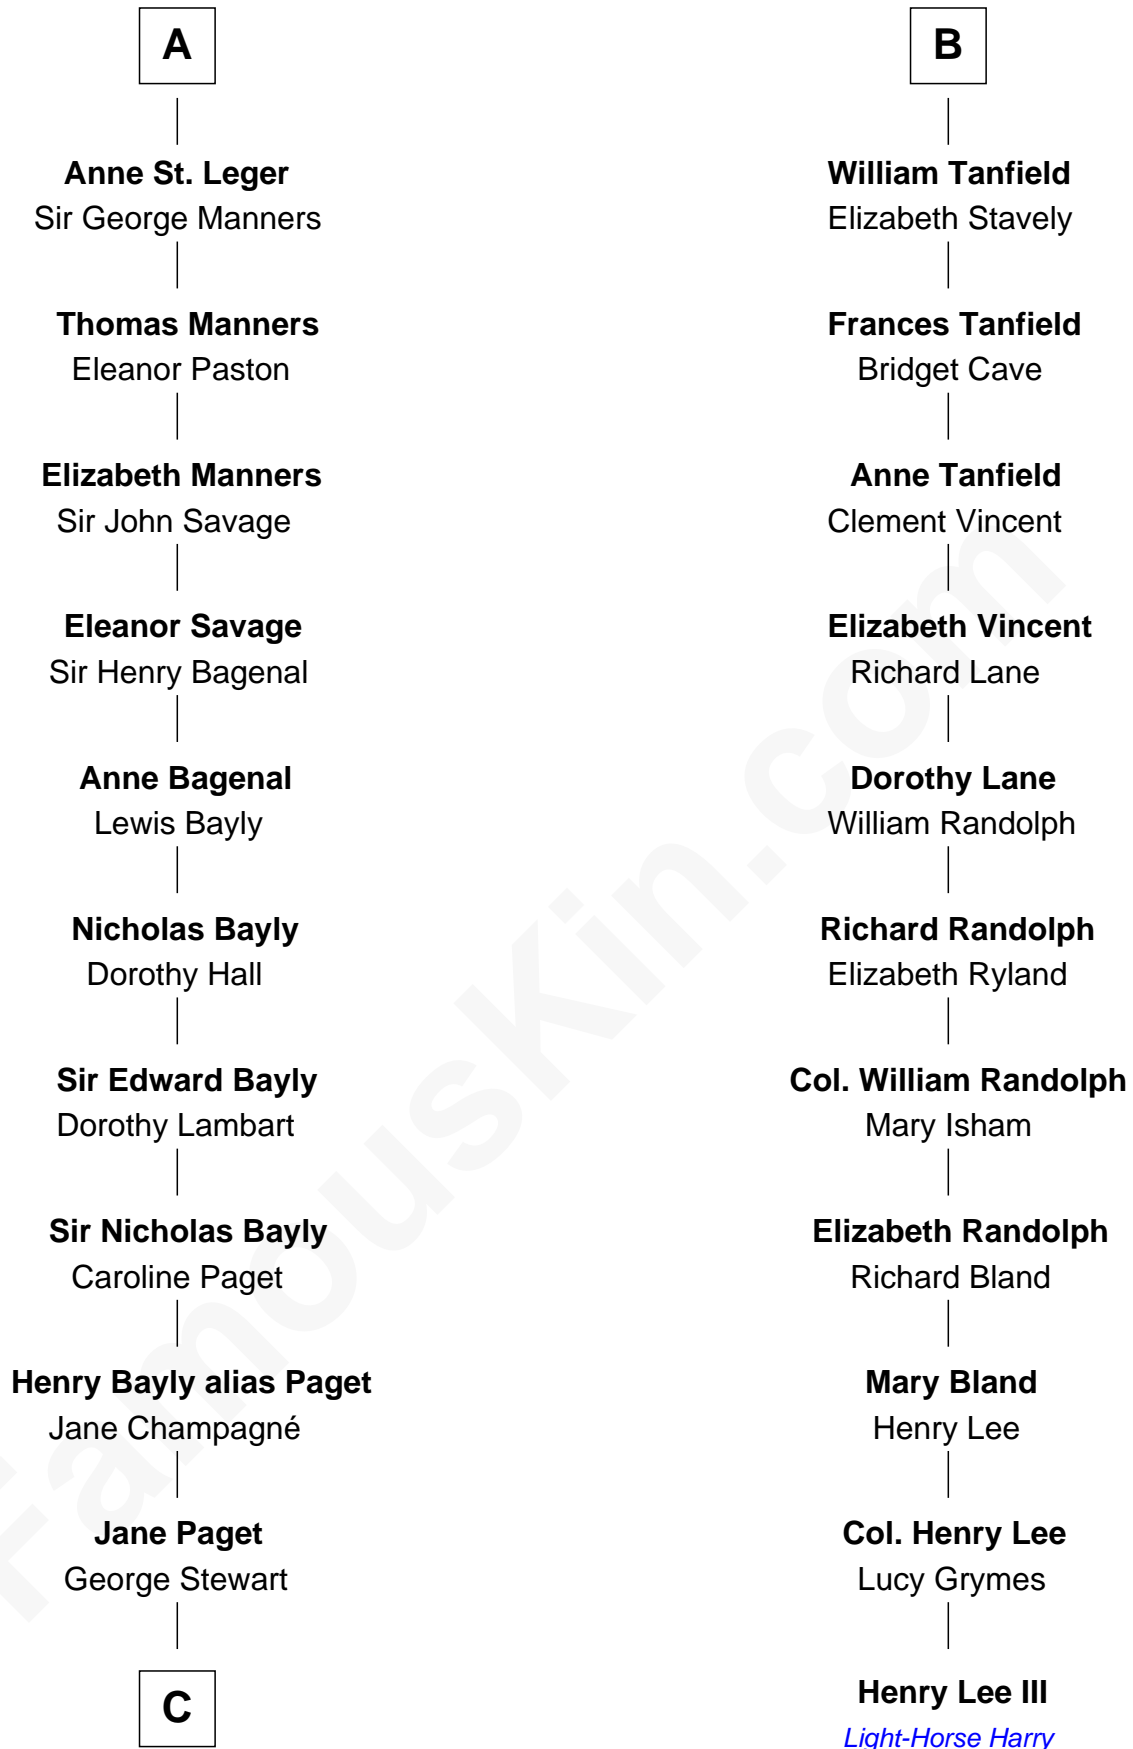 A
Anne St. Leger
Sir George Manners
Thomas Manners
Eleanor Paston
Elizabeth Manners
Sir John Savage
Eleanor Savage
Sir Henry Bagenal
Anne Bagenal
Lewis Bayly
Nicholas Bayly
Dorothy Hall
Sir Edward Bayly
Dorothy Lambart
Sir Nicholas Bayly
Caroline Paget
Henry Bayly alias Paget
Jane Champagné
Jane Paget
George Stewart
C
B
William Tanfield
Elizabeth Stavely
Frances Tanfield
Bridget Cave
Anne Tanfield
Clement Vincent
Elizabeth Vincent
Richard Lane
Dorothy Lane
William Randolph
Richard Randolph
Elizabeth Ryland
Col. William Randolph
Mary Isham
Elizabeth Randolph
Richard Bland
Mary Bland
Henry Lee
Col. Henry Lee
Lucy Grymes
Henry Lee III
Light-Horse Harry
FamousKin.com